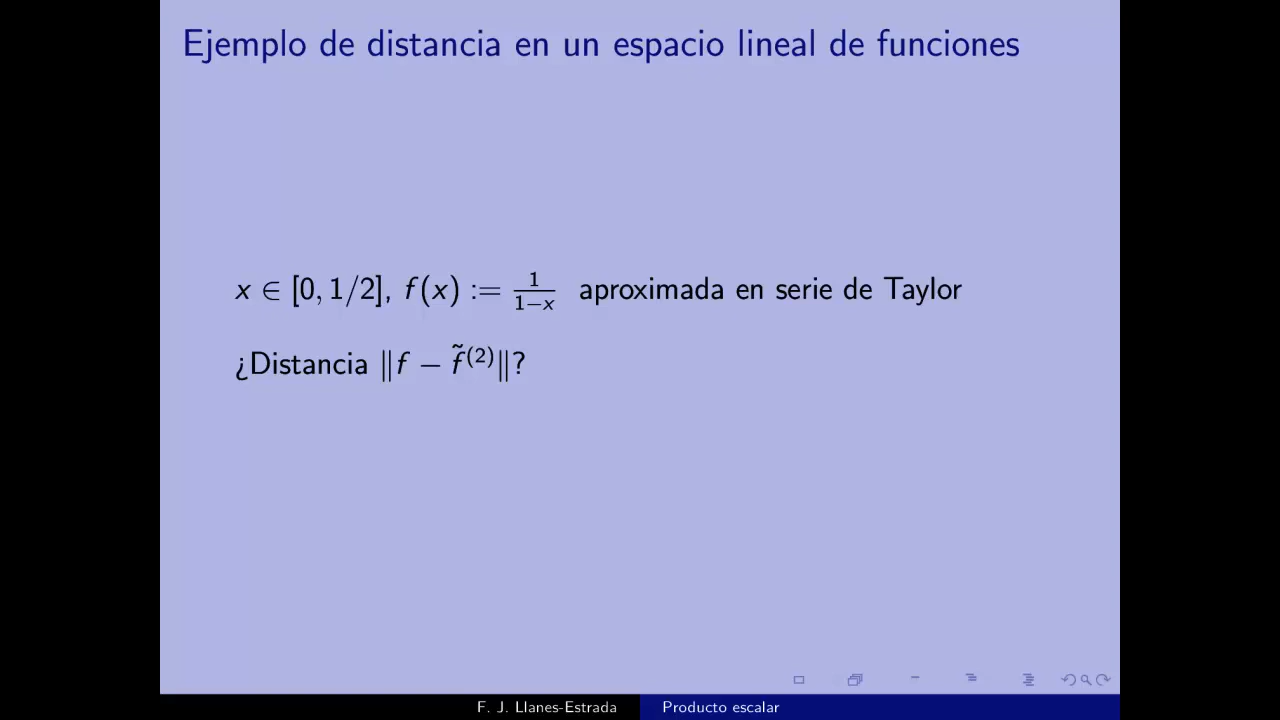 Ejemplo de distancia en un espacio lineal de funciones
x ∈ [0, 1/2], f(x) := 1/(1−x) aproximada en serie de Taylor
¿Distancia ‖f − f̃⁽²⁾‖?
F. J. Llanes-Estrada Producto escalar